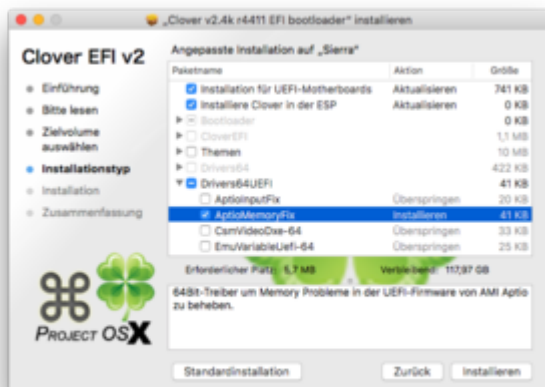 „Clover v2.4k r4411 EFI bootloader“ installieren
Clover EFI v2
Einführung
Bitte lesen
Zielvolume
auswählen
Installationstyp
Installation
Zusammenfassung
PROJECT OSX
Angepasste Installation auf „Sierra“
Paketname Aktion Größe
Installation für UEFI-Motherboards Aktualisieren 741 KB
Installiere Clover in der ESP Aktualisieren 0 KB
Bootloader 0 KB
CloverEFI 1,1 MB
Themen 10 MB
Drivers64 422 KB
Drivers64UEFI 41 KB
AptioInputFix Überspringen 20 KB
AptioMemoryFix Installieren 41 KB
CsmVideoDxe-64 Überspringen 33 KB
EmuVariableUefi-64 Überspringen 25 KB
Erforderlicher Platz: 5,7 MB Verbleibend: 117,97 GB
64Bit-Treiber um Memory Probleme in der UEFI-Firmware von AMI Aptio
zu beheben.
Standardinstallation Zurück Installieren